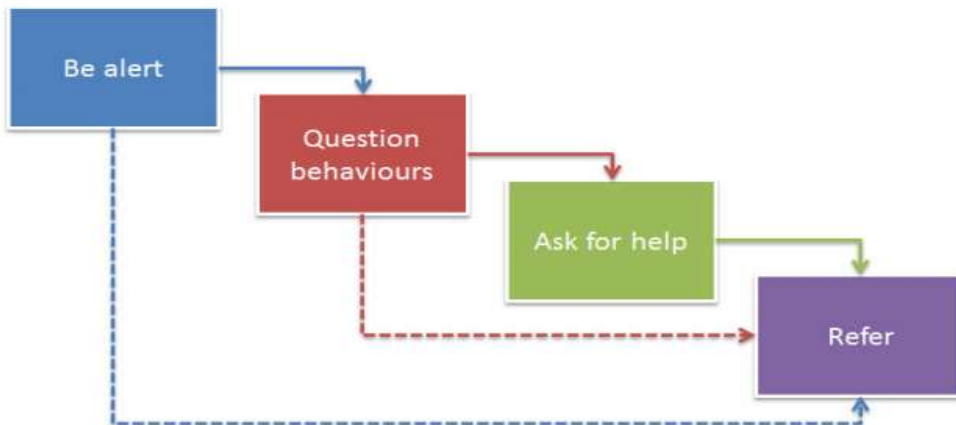 Be alert
Question
behaviours
Ask for help
Refer